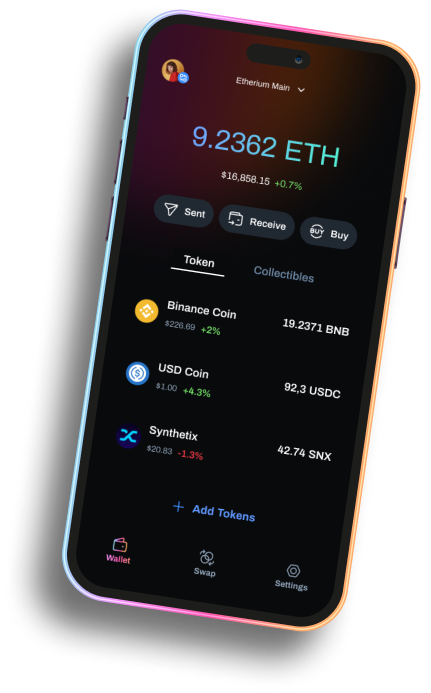 Etherium Main
9.2362 ETH
$16,858.15 +0.7%
Sent
Receive
BUY Buy
Token Collectibles
Binance Coin
$226.69 +2%
19.2371 BNB
USD Coin
$1.00 +4.3%
92,3 USDC
Synthetix
$20.83 -1.3%
42.74 SNX
+ Add Tokens
Wallet
Swap
Settings